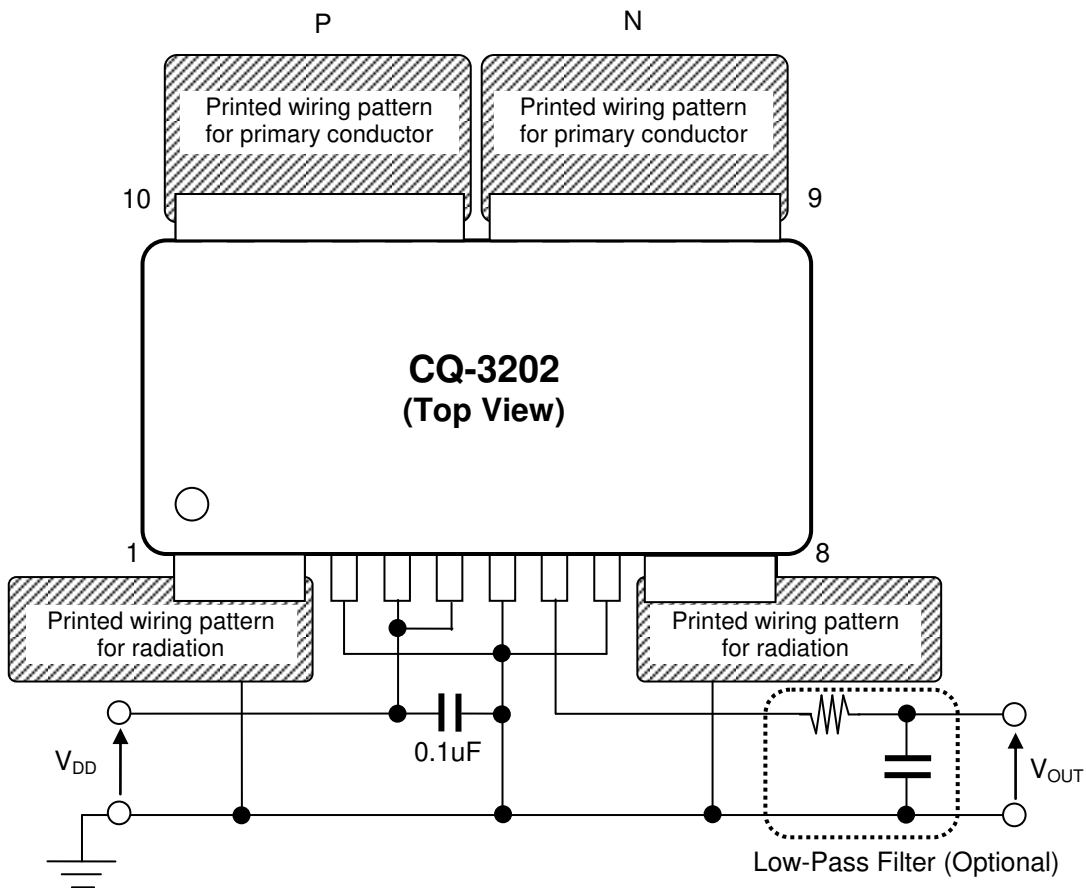 P
N
Printed wiring pattern
for primary conductor
Printed wiring pattern
for primary conductor
10
9
CQ-3202
(Top View)
1
8
Printed wiring pattern
for radiation
Printed wiring pattern
for radiation
0.1uF
VDD
VOUT
Low-Pass Filter (Optional)